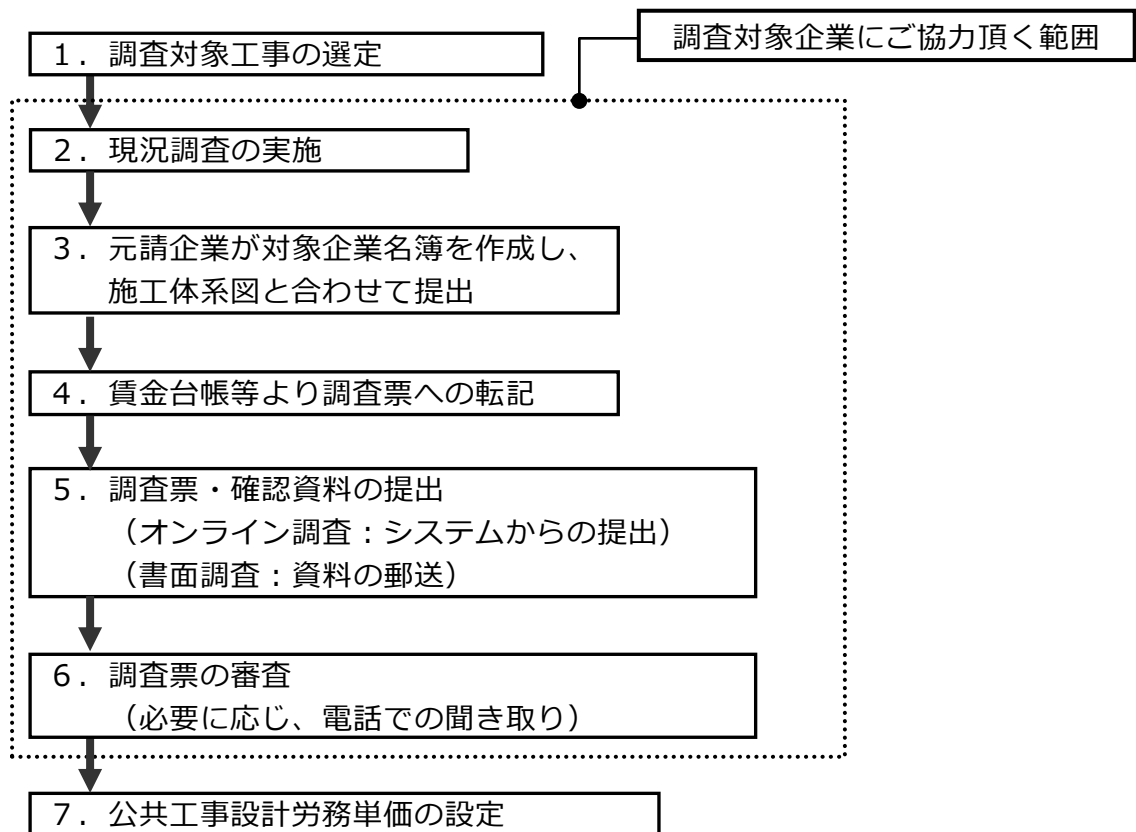 調査対象企業にご協力頂く範囲
１．調査対象工事の選定
２．現況調査の実施
３．元請企業が対象企業名簿を作成し、
施工体系図と合わせて提出
４．賃金台帳等より調査票への転記
５．調査票・確認資料の提出
（オンライン調査：システムからの提出）
（書面調査：資料の郵送）
６．調査票の審査
（必要に応じ、電話での聞き取り）
７．公共工事設計労務単価の設定